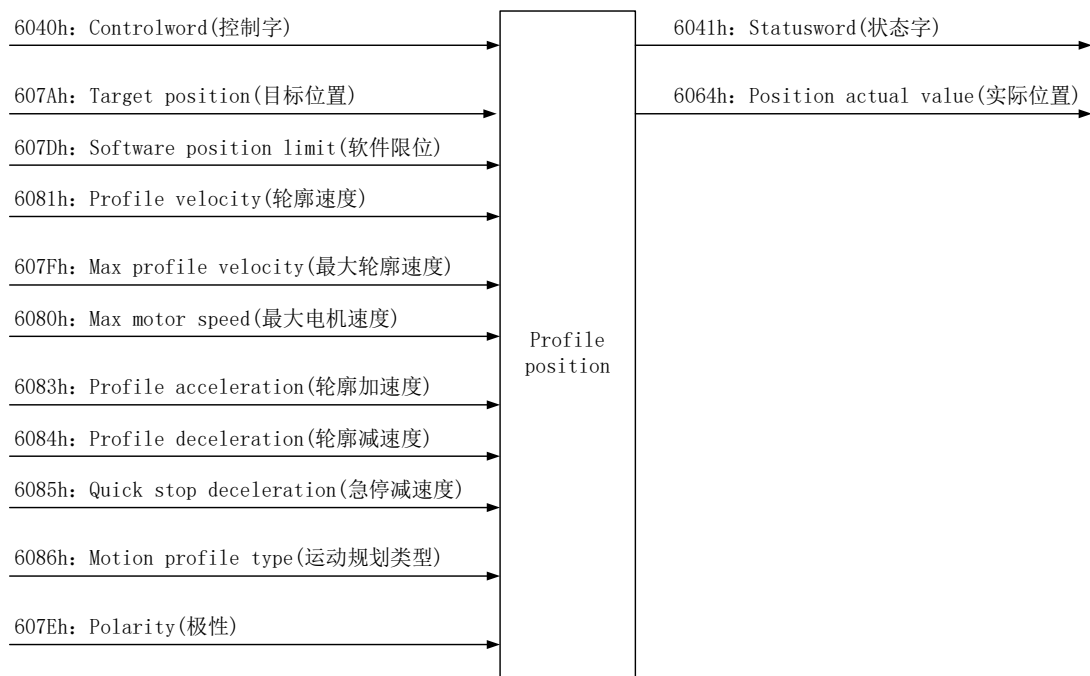 6040h：Controlword(控制字)
607Ah：Target position(目标位置)
607Dh：Software position limit(软件限位)
6081h：Profile velocity(轮廓速度)
607Fh：Max profile velocity(最大轮廓速度)
6080h：Max motor speed(最大电机速度)
6083h：Profile acceleration(轮廓加速度)
6084h：Profile deceleration(轮廓减速度)
6085h：Quick stop deceleration(急停减速度)
6086h：Motion profile type(运动规划类型)
607Eh：Polarity(极性)
Profile
position
6041h：Statusword(状态字)
6064h：Position actual value(实际位置)